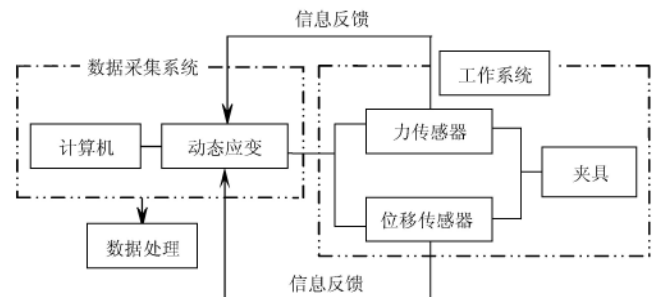 信息反馈
数据采集系统
工作系统
计算机
动态应变
力传感器
夹具
位移传感器
数据处理
信息反馈